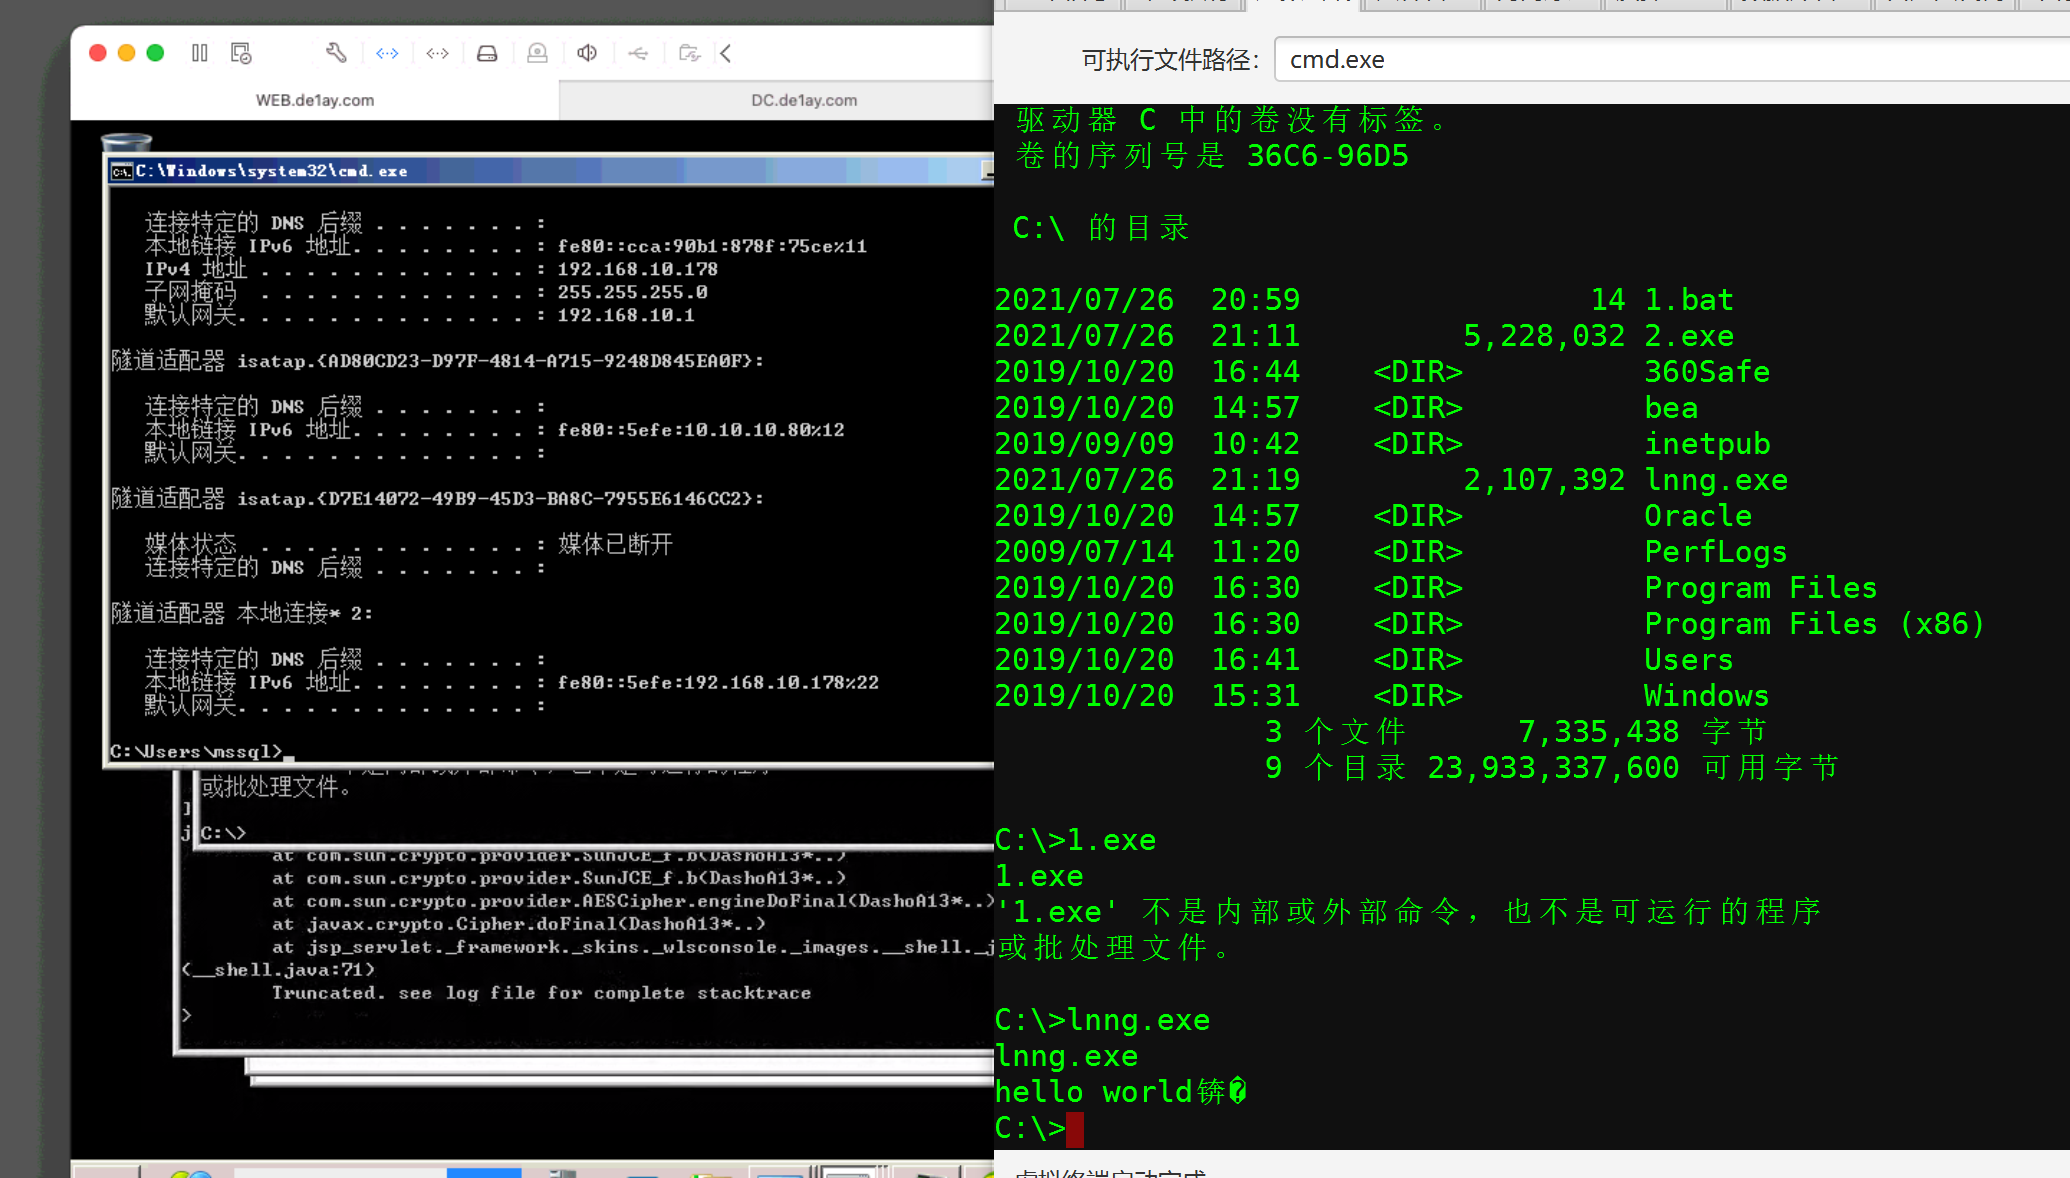 WEB.de1ay.com
DC.de1ay.com
C:\Windows\system32\cmd.exe
连接特定的 DNS 后缀 . . . . . . . :
本地链接 IPv6 地址. . . . . . . . : fe80::cca:90b1:878f:75ce%11
IPv4 地址 . . . . . . . . . . . . : 192.168.10.178
子网掩码  . . . . . . . . . . . . : 255.255.255.0
默认网关. . . . . . . . . . . . . : 192.168.10.1
隧道适配器 isatap.{AD80CD23-D97F-4814-A715-9248D845EA0F}:
连接特定的 DNS 后缀 . . . . . . . :
本地链接 IPv6 地址. . . . . . . . : fe80::5efe:10.10.10.80%12
默认网关. . . . . . . . . . . . . :
隧道适配器 isatap.{D7E14072-49B9-45D3-BA8C-7955E6146CC2}:
媒体状态  . . . . . . . . . . . . : 媒体已断开
连接特定的 DNS 后缀 . . . . . . . :
隧道适配器 本地连接* 2:
连接特定的 DNS 后缀 . . . . . . . :
本地链接 IPv6 地址. . . . . . . . : fe80::5efe:192.168.10.178%22
默认网关. . . . . . . . . . . . . :
C:\Users\mssql>
或批处理文件。
]
j
C:\>
at com.sun.crypto.provider.SunJCE_f.b(DashoA13*..)
at com.sun.crypto.provider.SunJCE_f.b(DashoA13*..)
at com.sun.crypto.provider.AESCipher.engineDoFinal(DashoA13*..)
at javax.crypto.Cipher.doFinal(DashoA13*..)
at jsp_servlet._framework._skins._wlsconsole._images.__shell._j
(__shell.java:71)
Truncated. see log file for complete stacktrace
>
可执行文件路径： cmd.exe
驱动器 C 中的卷没有标签。
卷的序列号是 36C6-96D5
C:\ 的目录
2021/07/26  20:59                14 1.bat
2021/07/26  21:11         5,228,032 2.exe
2019/10/20  16:44    <DIR>          360Safe
2019/10/20  14:57    <DIR>          bea
2019/09/09  10:42    <DIR>          inetpub
2021/07/26  21:19         2,107,392 lnng.exe
2019/10/20  14:57    <DIR>          Oracle
2009/07/14  11:20    <DIR>          PerfLogs
2019/10/20  16:30    <DIR>          Program Files
2019/10/20  16:30    <DIR>          Program Files (x86)
2019/10/20  16:41    <DIR>          Users
2019/10/20  15:31    <DIR>          Windows
3 个文件      7,335,438 字节
9 个目录 23,933,337,600 可用字节
C:\>1.exe
1.exe
'1.exe' 不是内部或外部命令，也不是可运行的程序
或批处理文件。
C:\>lnng.exe
lnng.exe
hello world锛�
C:\>